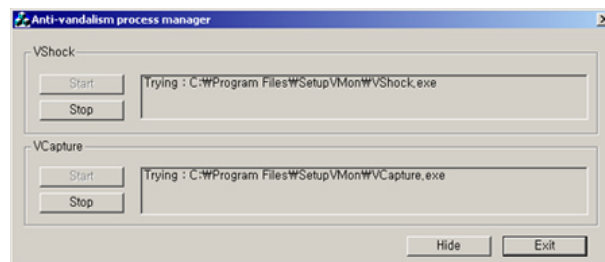 Anti-vandalism process manager
VShock
Start
Trying : C:₩Program Files₩SetupVMon₩VShock.exe
Stop
VCapture
Start
Trying : C:₩Program Files₩SetupVMon₩VCapture.exe
Stop
Hide
Exit